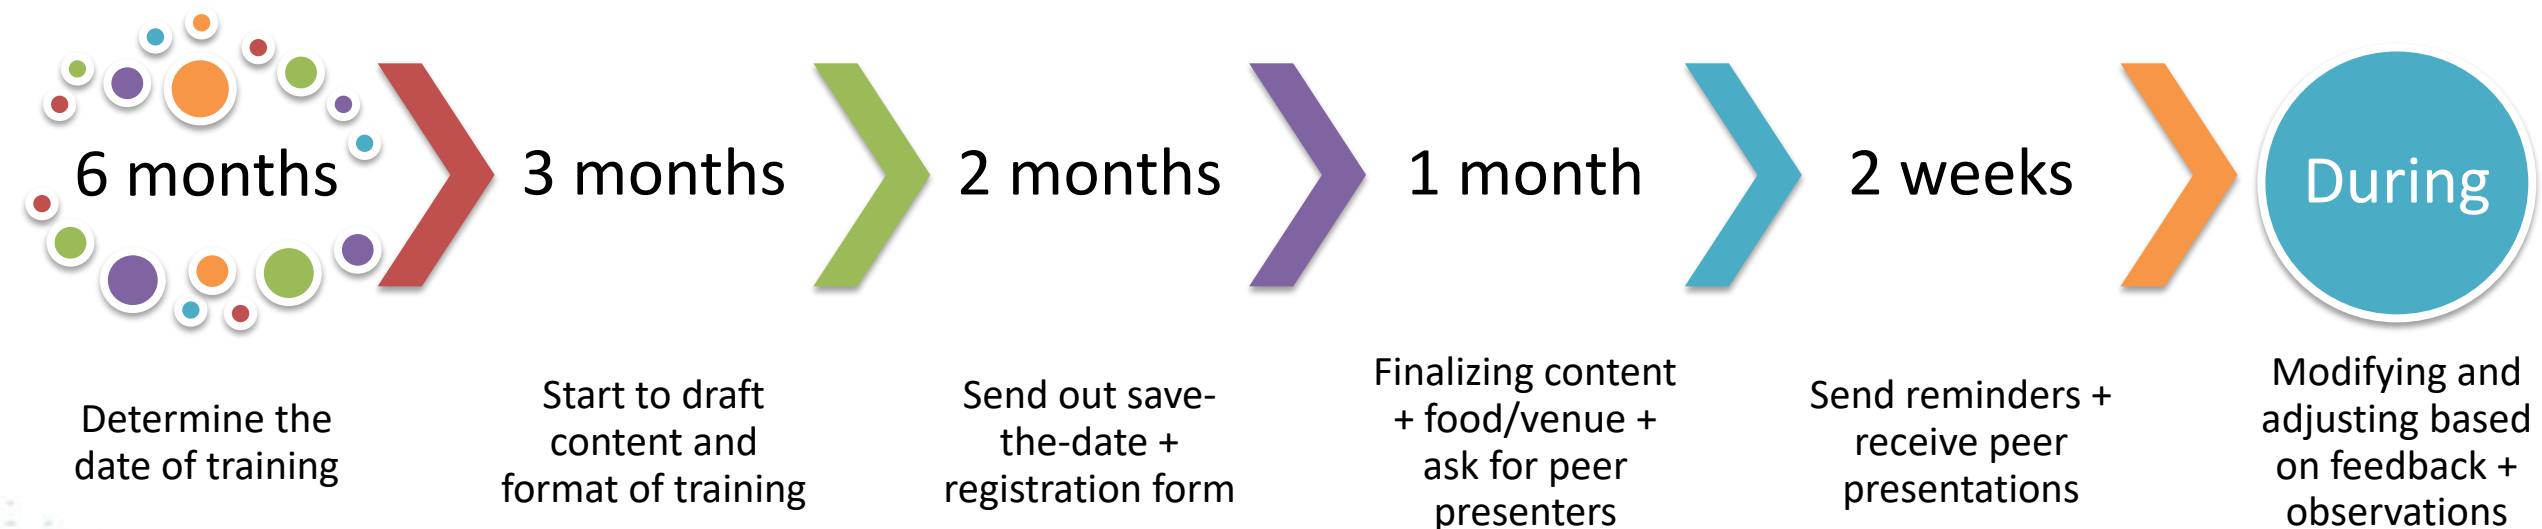 6 months
3 months
2 months
1 month
2 weeks
During
Determine the
date of training
Start to draft
content and
format of training
Send out save-
the-date +
registration form
Finalizing content
+ food/venue +
ask for peer
presenters
Send reminders +
receive peer
presentations
Modifying and
adjusting based
on feedback +
observations